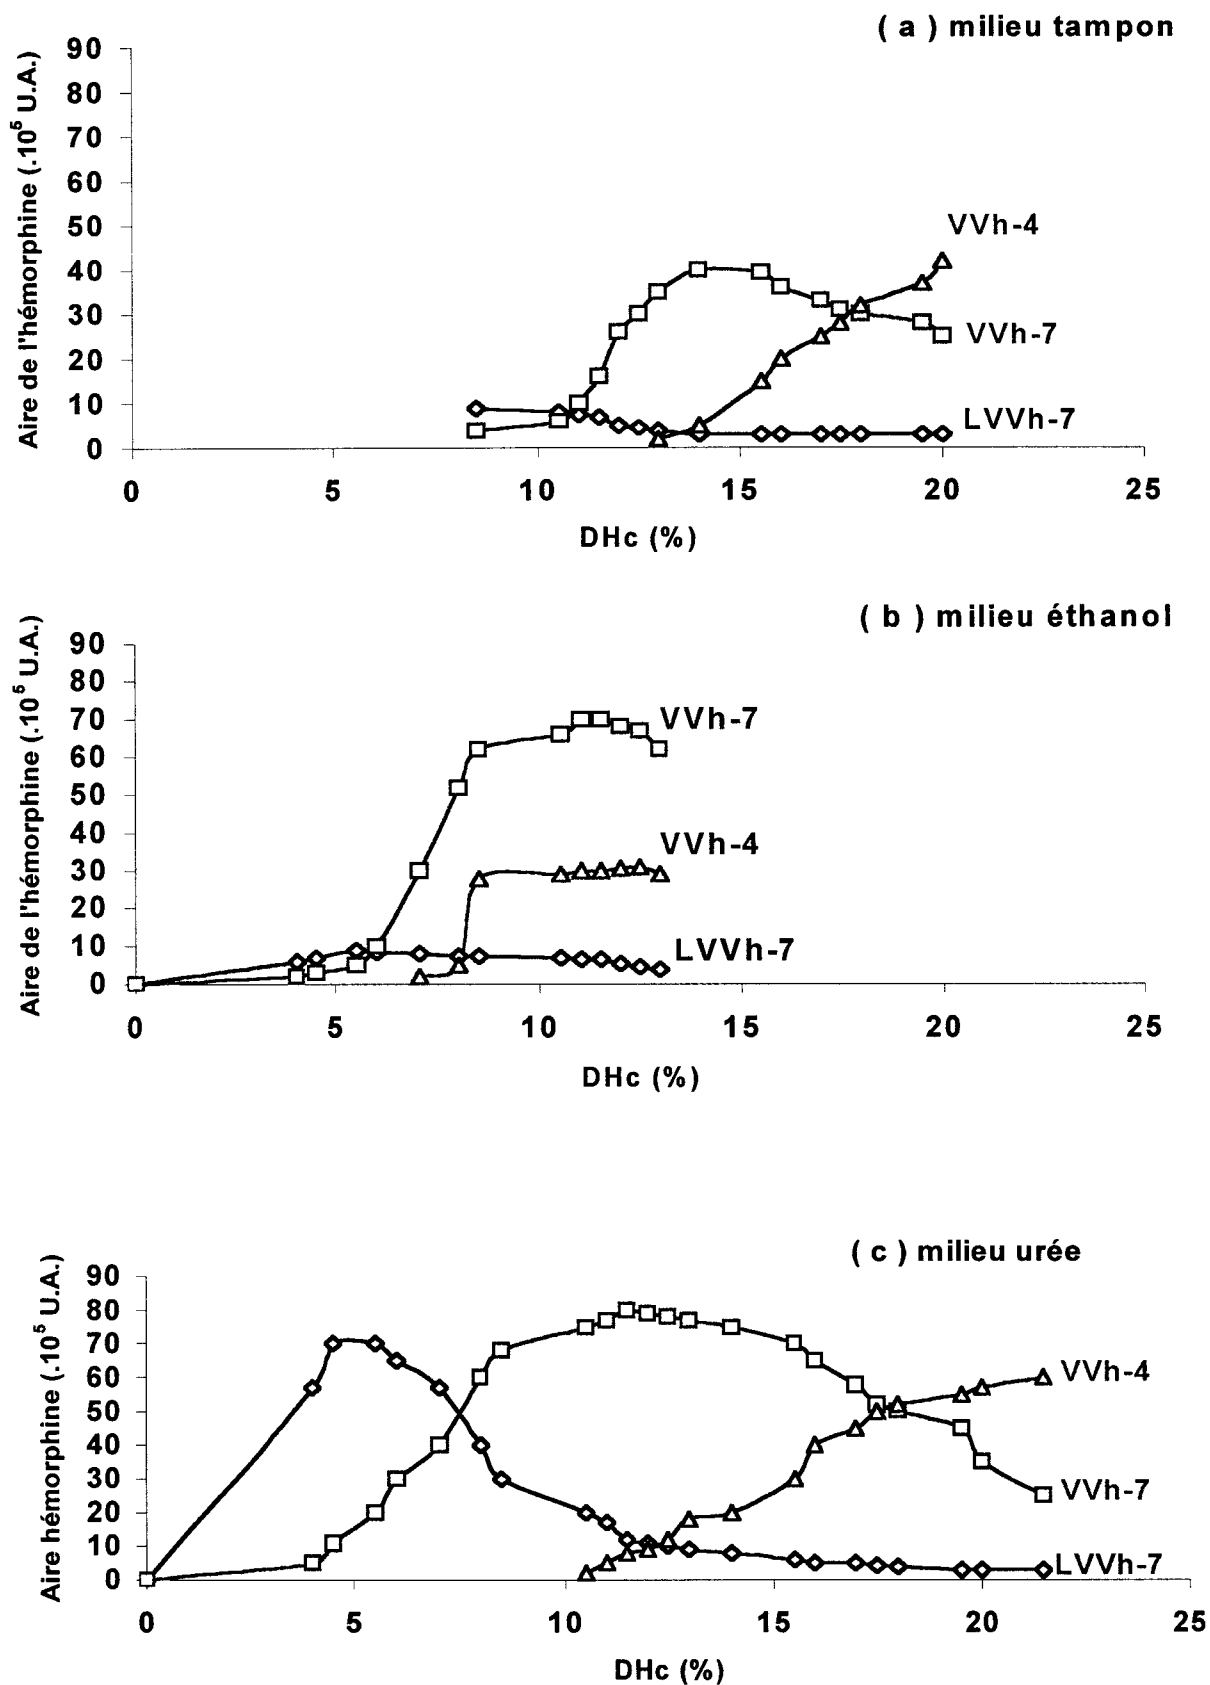 ( a ) milieu tampon
Aire de l'hémorphine (.10⁵ U.A.)
90
80
70
60
50
40
30
20
10
0
VVh-4
VVh-7
LVVh-7
0 5 10 15 20 25
DHc (%)
( b ) milieu éthanol
Aire de l'hémorphine (.10⁵ U.A.)
90
80
70
60
50
40
30
20
10
0
VVh-7
VVh-4
LVVh-7
0 5 10 15 20 25
DHc (%)
( c ) milieu urée
Aire hémorphine (.10⁵ U.A.)
90
80
70
60
50
40
30
20
10
0
VVh-4
VVh-7
LVVh-7
0 5 10 15 20 25
DHc (%)